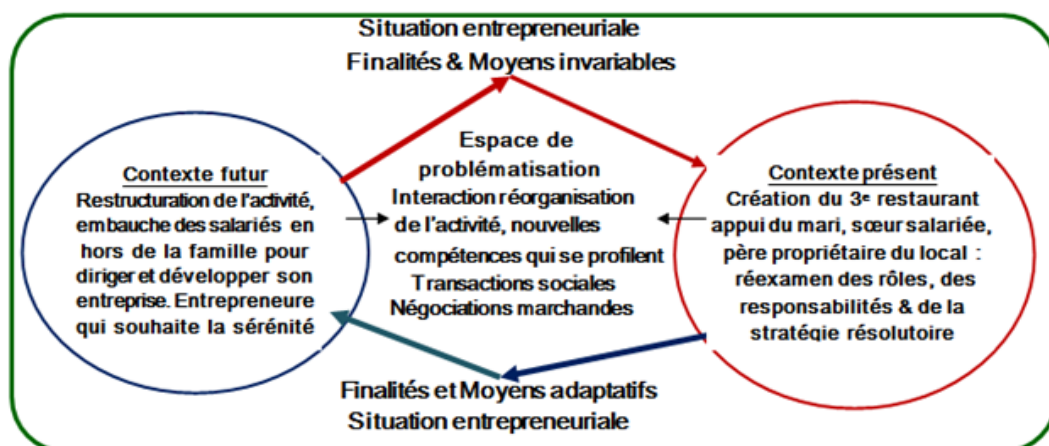 Situation entrepreneuriale
Finalités & Moyens invariables
Contexte futur
Restructuration de l'activité,
embauche des salariés en
hors de la famille pour
diriger et développer son
entreprise. Entrepreneure
qui souhaite la sérénité
Espace de
problématisation
Interaction réorganisation
de l'activité, nouvelles
compétences qui se profilent
Transactions sociales
Négociations marchandes
Contexte présent
Création du 3e restaurant
appui du mari, sœur salariée,
père propriétaire du local :
réexamen des rôles, des
responsabilités & de la
stratégie résolutoire
Finalités et Moyens adaptatifs
Situation entrepreneuriale